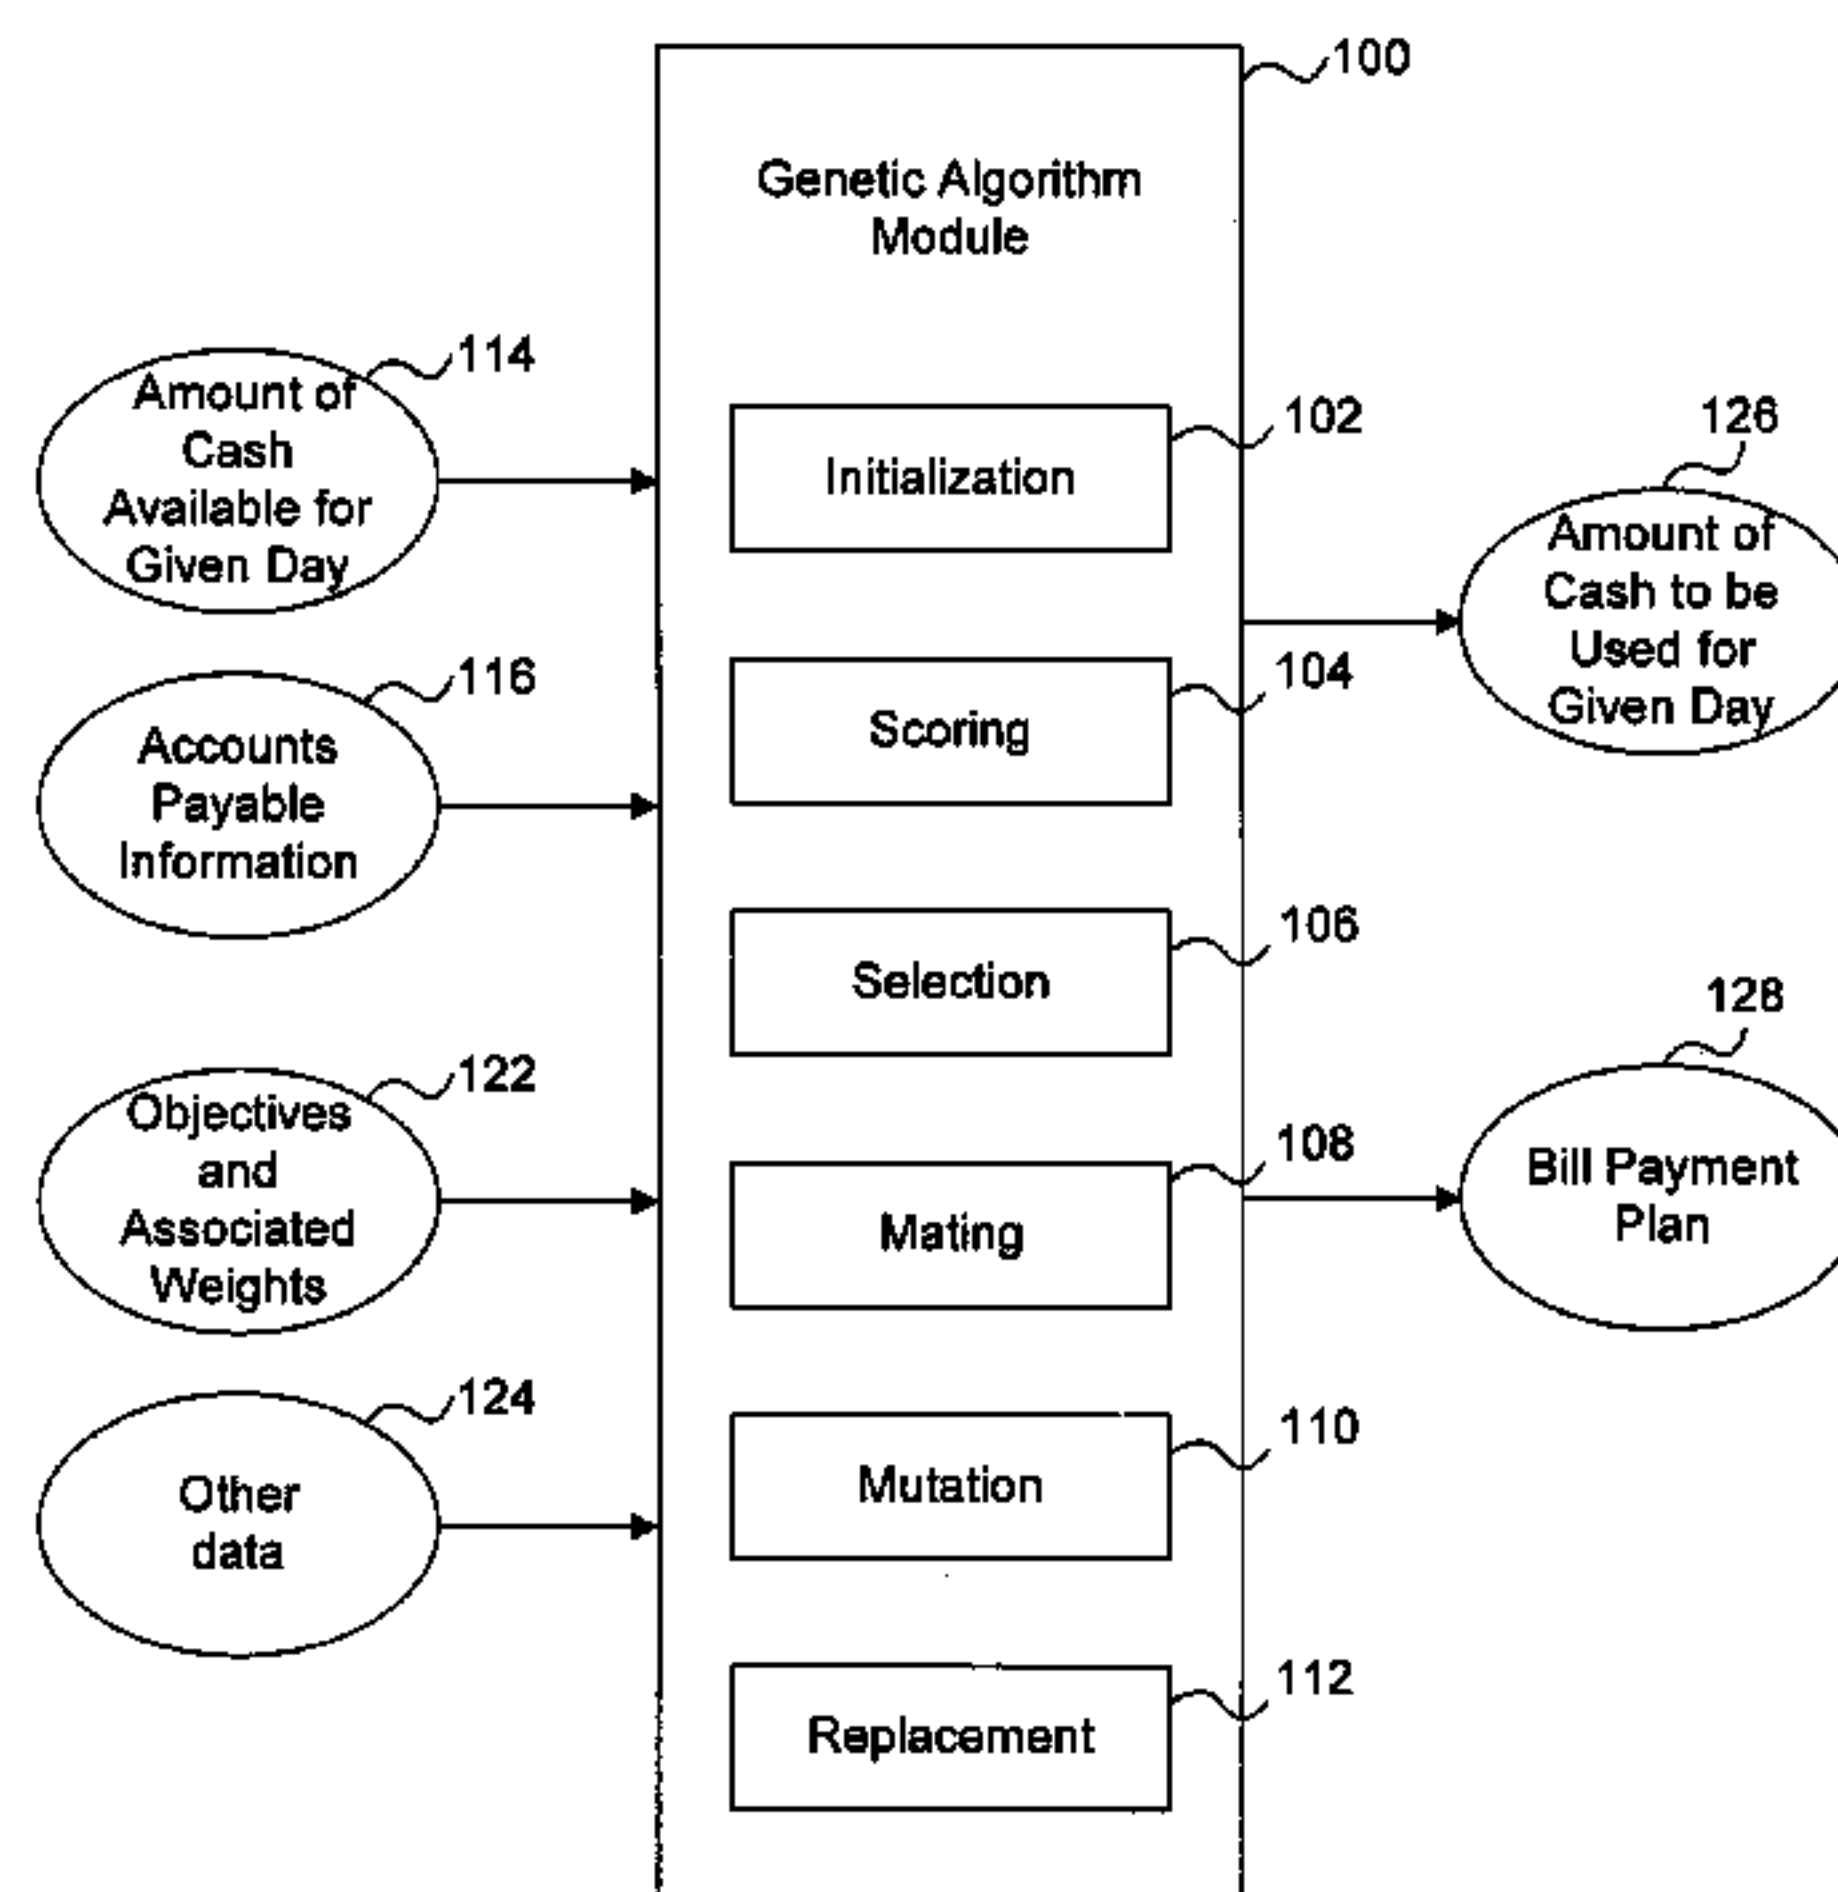 100
Genetic Algorithm
Module
114
Amount of
Cash
Available for
Given Day
116
Accounts
Payable
Information
122
Objectives
and
Associated
Weights
124
Other
data
102
Initialization
104
Scoring
106
Selection
108
Mating
110
Mutation
112
Replacement
126
Amount of
Cash to be
Used for
Given Day
128
Bill Payment
Plan